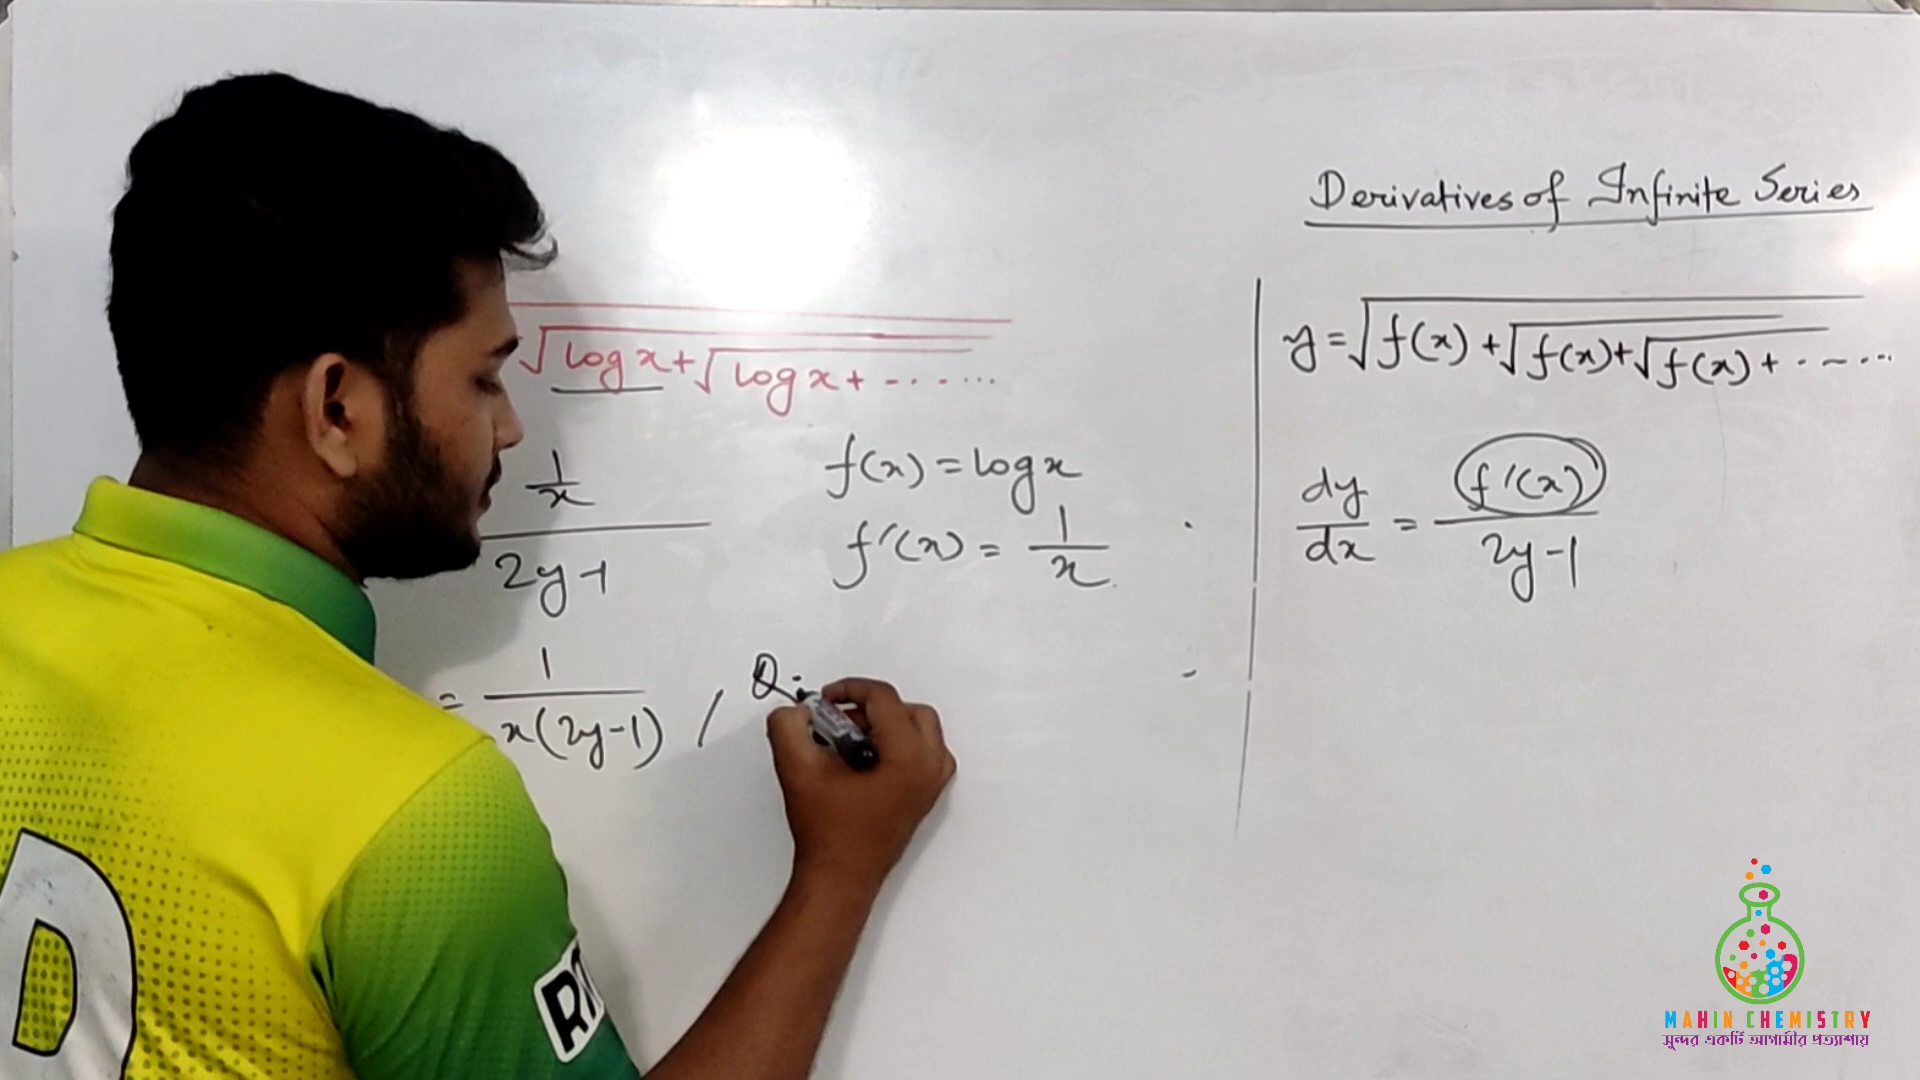 Derivatives of Infinite Series
√log x + √log x + ......
1/x
2y-1
f(x) = log x
f'(x) = 1/x
= 1/x(2y-1) /
y = √f(x) + √f(x) + √f(x) + ......
dy/dx = f'(x)/2y-1
MAHIN CHEMISTRY
সুন্দর একটি আগামীর প্রত্যাশায়